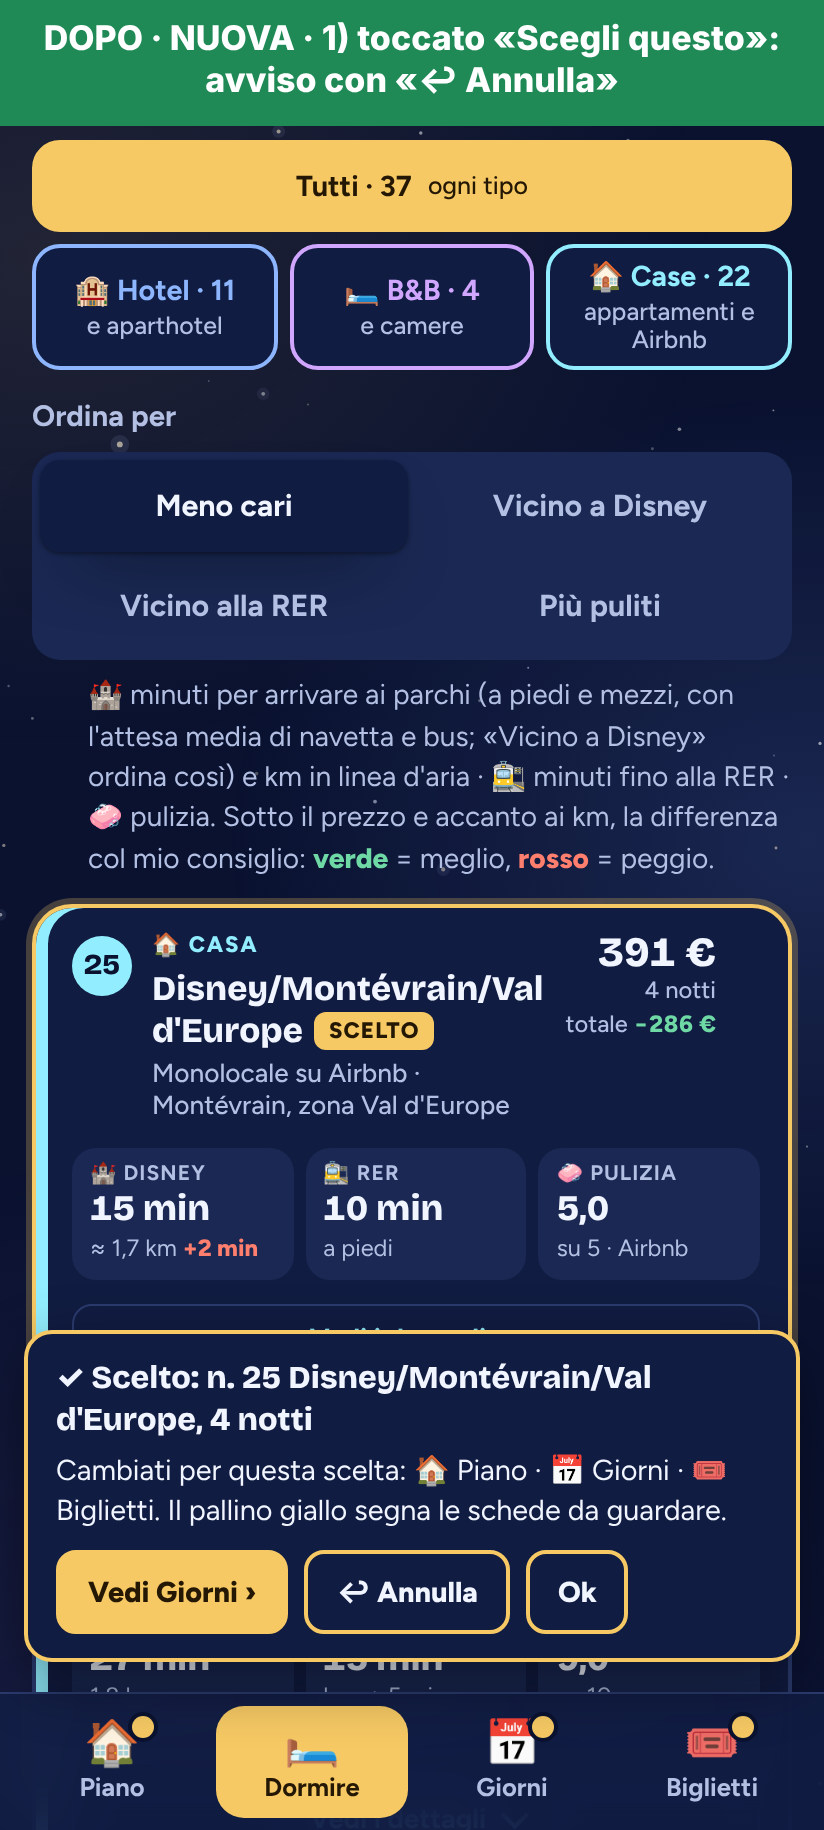 DOPO · NUOVA · 1) toccato «Scegli questo»:
avviso con «↩ Annulla»
Tutti · 37 ogni tipo
Hotel · 11
e aparthotel
B&B · 4
e camere
Case · 22
appartamenti e
Airbnb
Ordina per
Meno cari
Vicino a Disney
Vicino alla RER
Più puliti
🏰 minuti per arrivare ai parchi (a piedi e mezzi, con
l'attesa media di navetta e bus; «Vicino a Disney»
ordina così) e km in linea d'aria · 🚉 minuti fino alla RER ·
🧼 pulizia. Sotto il prezzo e accanto ai km, la differenza
col mio consiglio: verde = meglio, rosso = peggio.
25
CASA
Disney/Montévrain/Val
d'Europe SCELTO
Monolocale su Airbnb ·
Montévrain, zona Val d'Europe
391 €
4 notti
totale −286 €
DISNEY
15 min
≈ 1,7 km +2 min
RER
10 min
a piedi
PULIZIA
5,0
su 5 · Airbnb
✓ Scelto: n. 25 Disney/Montévrain/Val
d'Europe, 4 notti
Cambiati per questa scelta: 🏠 Piano · 📅 Giorni · 🎟️
Biglietti. Il pallino giallo segna le schede da guardare.
Vedi Giorni ›
↩ Annulla
Ok
July
17
Piano
Dormire
Giorni
Biglietti
Vedi i dettagli